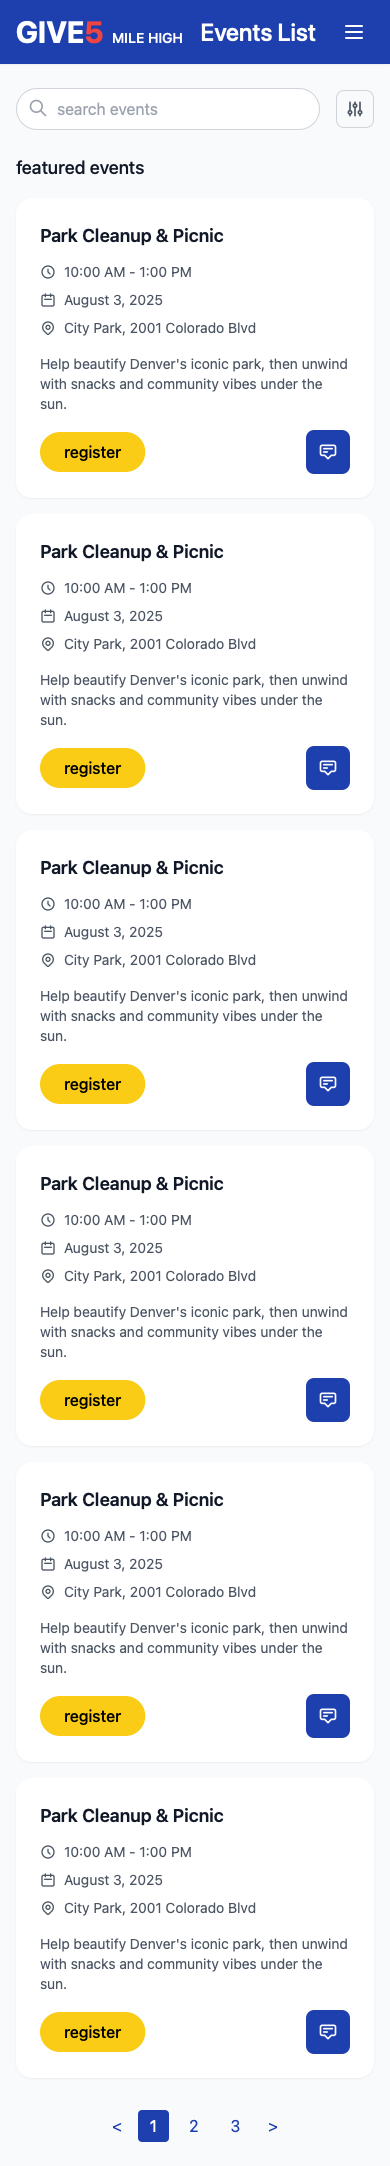 GIVE5 MILE HIGH Events List
search events
featured events
Park Cleanup & Picnic
10:00 AM - 1:00 PM
August 3, 2025
City Park, 2001 Colorado Blvd
Help beautify Denver's iconic park, then unwind
with snacks and community vibes under the
sun.
register
Park Cleanup & Picnic
10:00 AM - 1:00 PM
August 3, 2025
City Park, 2001 Colorado Blvd
Help beautify Denver's iconic park, then unwind
with snacks and community vibes under the
sun.
register
Park Cleanup & Picnic
10:00 AM - 1:00 PM
August 3, 2025
City Park, 2001 Colorado Blvd
Help beautify Denver's iconic park, then unwind
with snacks and community vibes under the
sun.
register
Park Cleanup & Picnic
10:00 AM - 1:00 PM
August 3, 2025
City Park, 2001 Colorado Blvd
Help beautify Denver's iconic park, then unwind
with snacks and community vibes under the
sun.
register
Park Cleanup & Picnic
10:00 AM - 1:00 PM
August 3, 2025
City Park, 2001 Colorado Blvd
Help beautify Denver's iconic park, then unwind
with snacks and community vibes under the
sun.
register
Park Cleanup & Picnic
10:00 AM - 1:00 PM
August 3, 2025
City Park, 2001 Colorado Blvd
Help beautify Denver's iconic park, then unwind
with snacks and community vibes under the
sun.
register
< 1 2 3 >